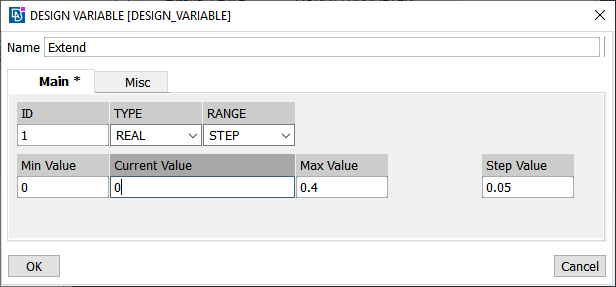 DESIGN VARIABLE [DESIGN_VARIABLE]
Name Extend
Main * Misc
ID TYPE RANGE
1 REAL STEP
Min Value Current Value Max Value Step Value
0 0 0.4 0.05
OK Cancel